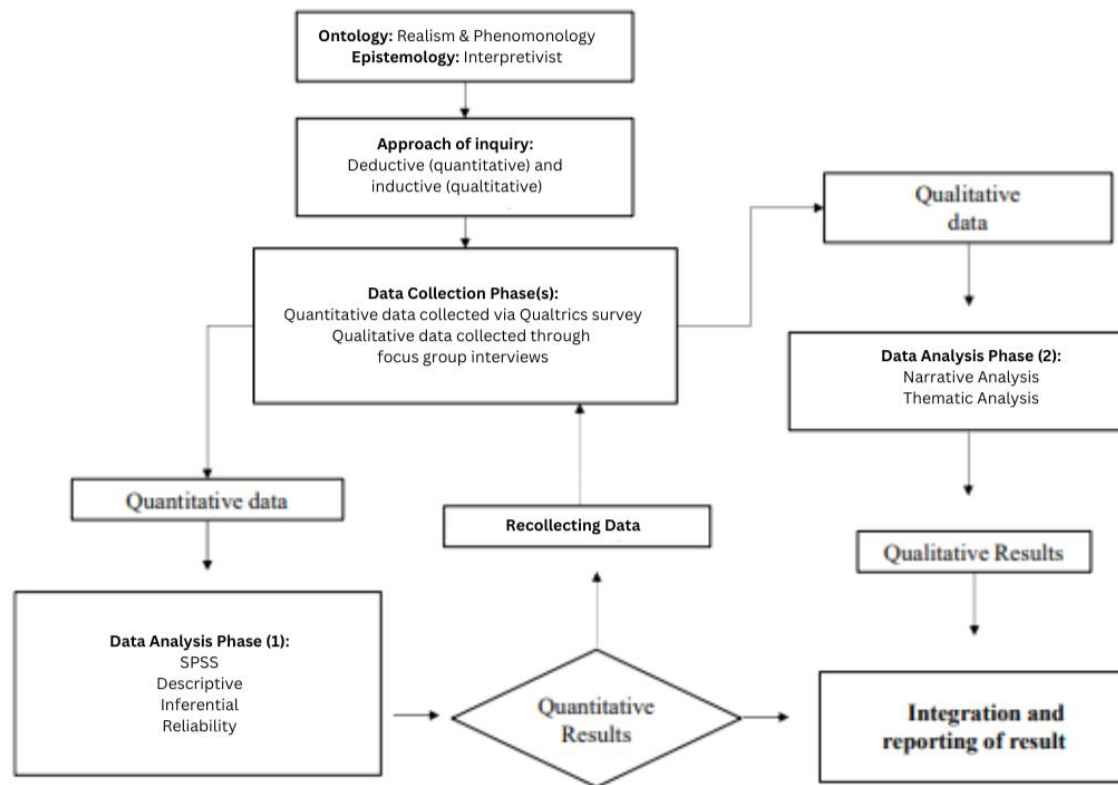 Ontology: Realism & Phenomonology
Epistemology: Interpretivist
Approach of inquiry:
Deductive (quantitative) and
inductive (qualtitative)
Qualitative
data
Data Collection Phase(s):
Quantitative data collected via Qualtrics survey
Qualitative data collected through
focus group interviews
Data Analysis Phase (2):
Narrative Analysis
Thematic Analysis
Quantitative data
Recollecting Data
Qualitative Results
Data Analysis Phase (1):
SPSS
Descriptive
Inferential
Reliability
Quantitative
Results
Integration and
reporting of result